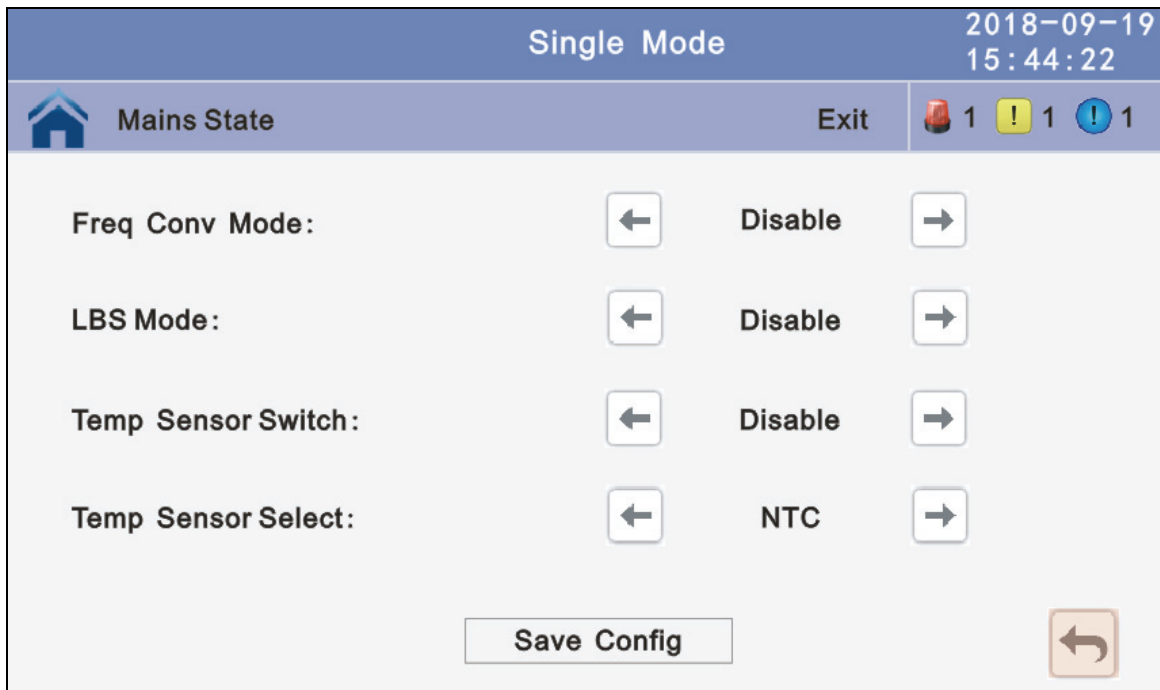 Single Mode
2018-09-19
15:44:22
Mains State Exit 1 ! 1 ! 1
Freq Conv Mode: Disable
LBS Mode: Disable
Temp Sensor Switch: Disable
Temp Sensor Select: NTC
Save Config